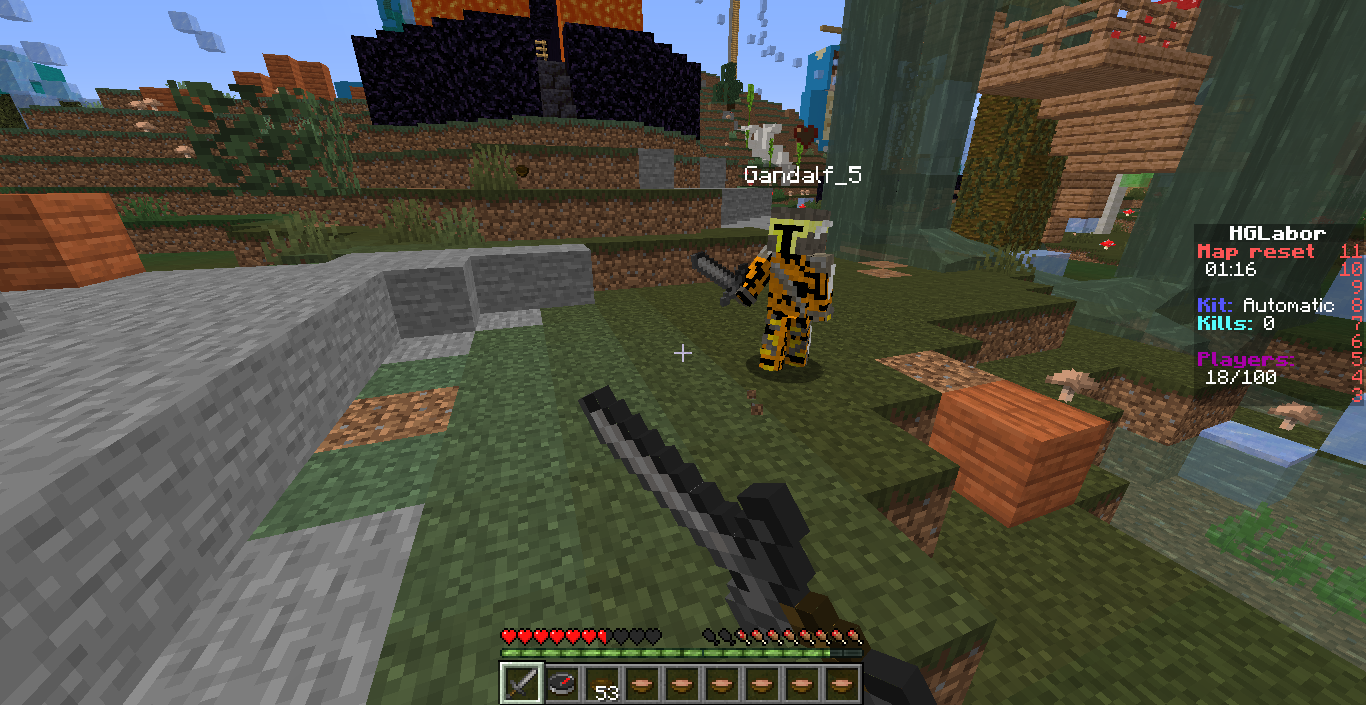 Gandalf_5
HGLabor
Map reset 11
01:16 10
9
Kit: Automatic 8
Kills: 0 7
6
Players: 5
18/100 4
3
53